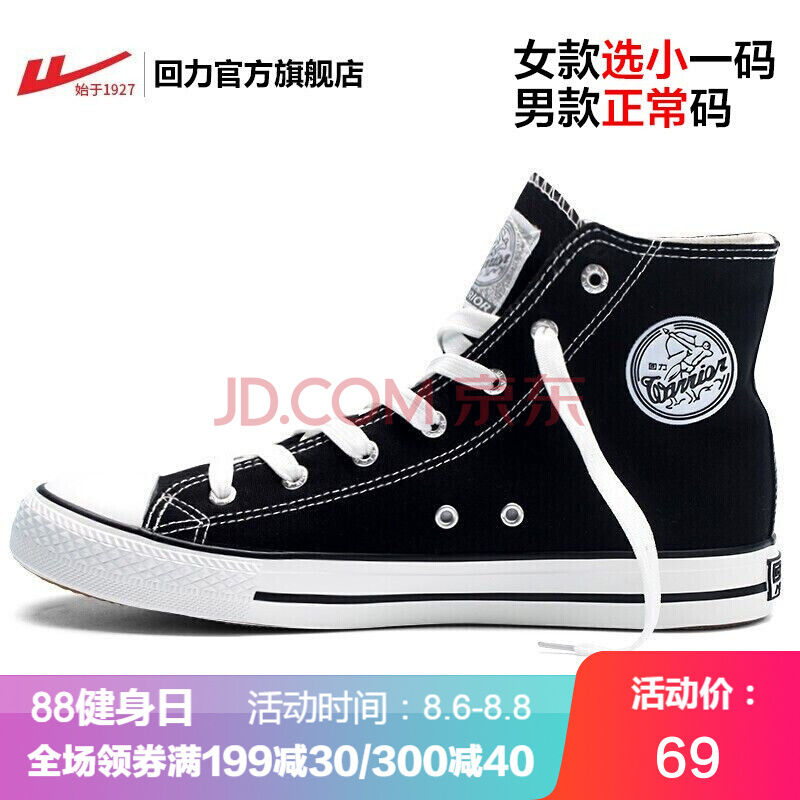 始于1927
回力官方旗舰店
女款选小一码
男款正常码
WARRIOR
回力
Warrior
JD.COM 京东
88健身日
活动时间：8.6-8.8
全场领券满199减30/300减40
活动价：
69